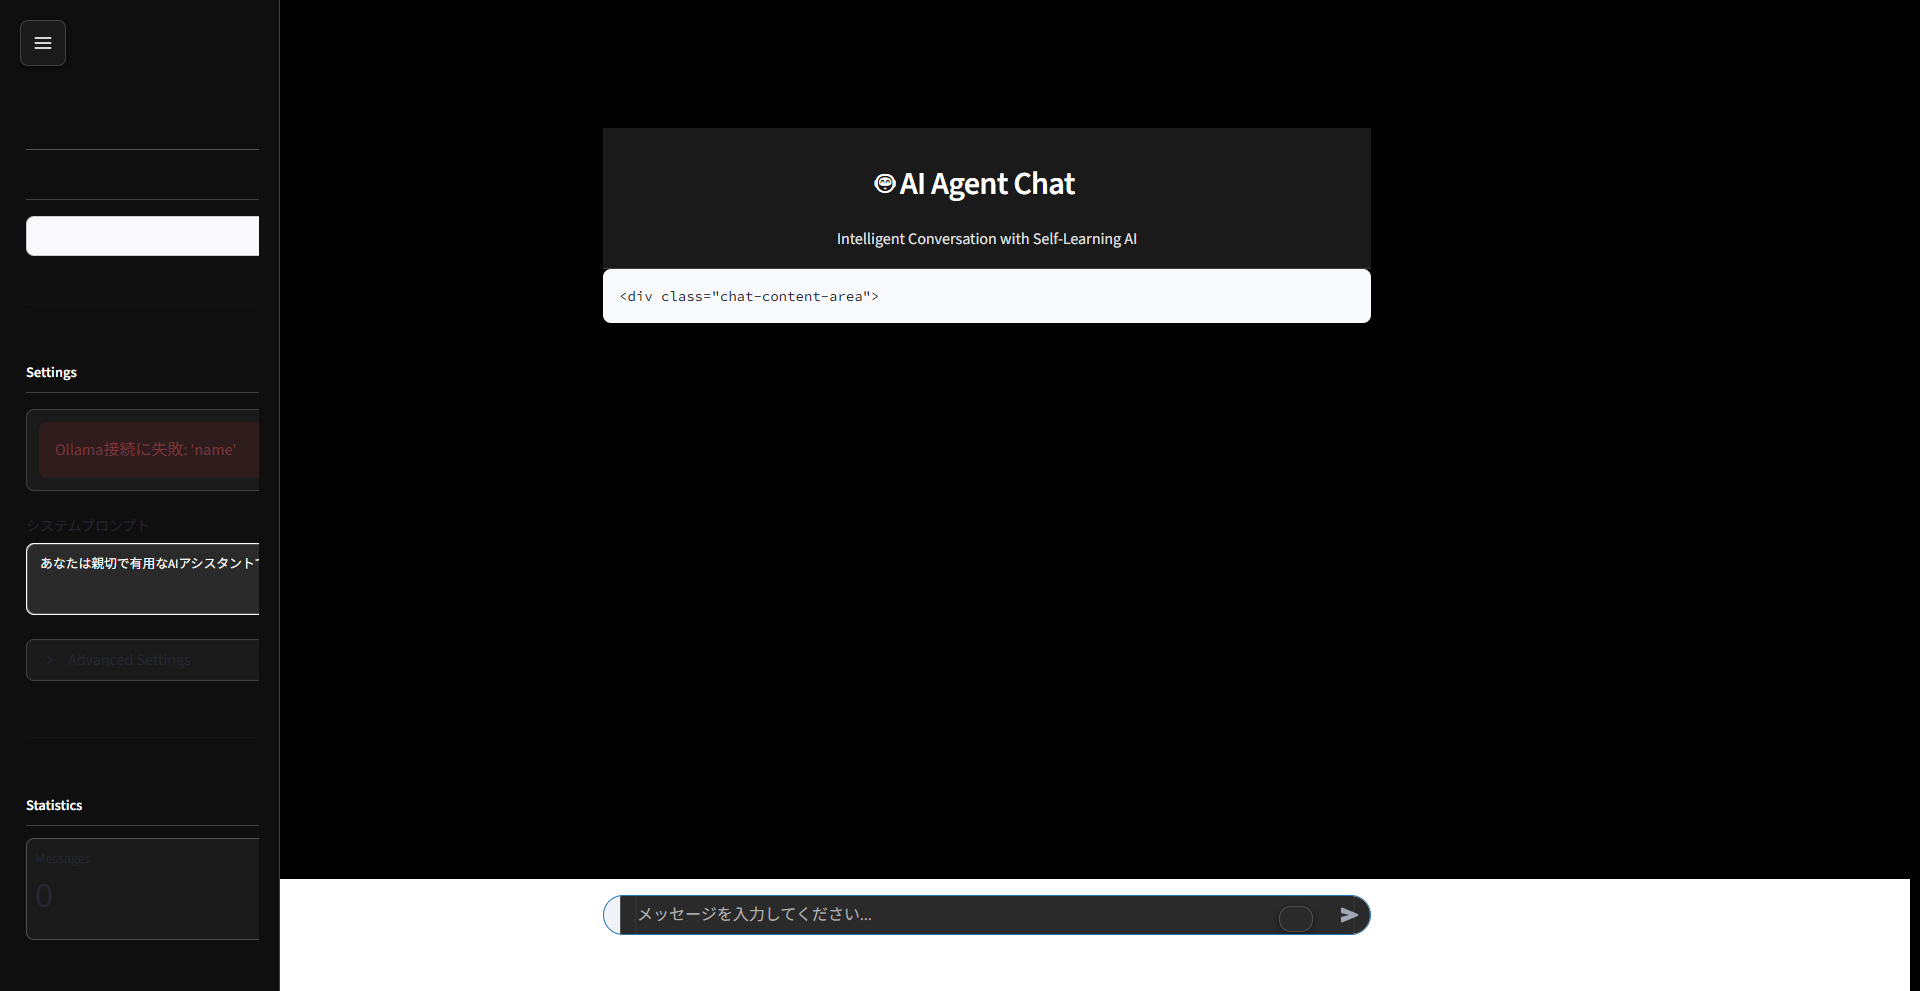 Settings
Ollama接続に失敗: 'name'
システムプロンプト
あなたは親切で有用なAIアシスタントで
Advanced Settings
Statistics
Messages
0
AI Agent Chat
Intelligent Conversation with Self-Learning AI
<div class="chat-content-area">
メッセージを入力してください...